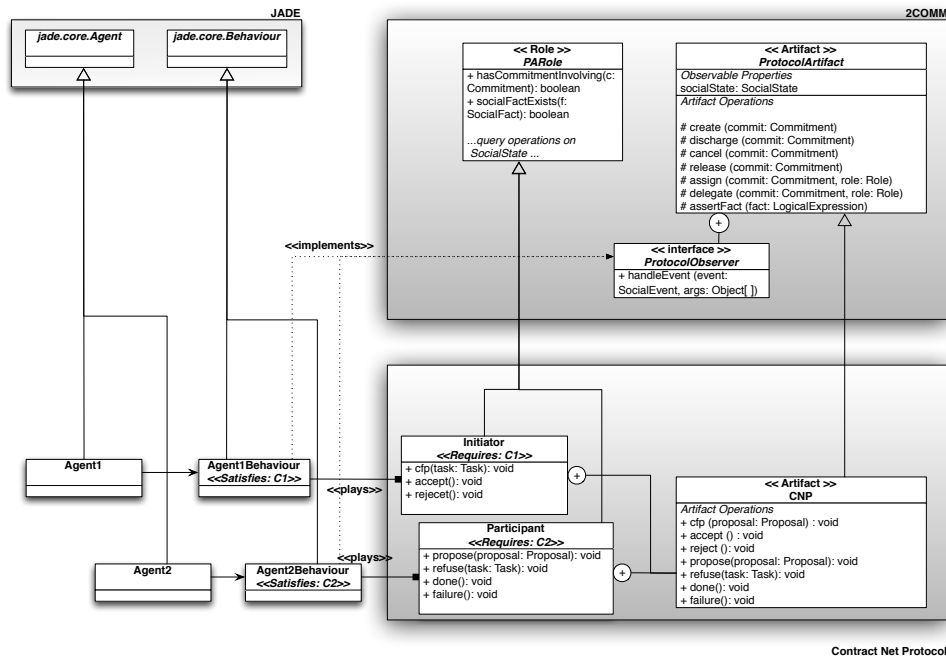 JADE
jade.core.Agent
jade.core.Behaviour
2COMM
<< Role >>
PARole
+ hasCommitmentInvolving(c:
Commitment): boolean
+ socialFactExists(f:
SocialFact): boolean
...query operations on
SocialState ...
<< Artifact >>
ProtocolArtifact
Observable Properties
socialState: SocialState
Artifact Operations
# create (commit: Commitment)
# discharge (commit: Commitment)
# cancel (commit: Commitment)
# release (commit: Commitment)
# assign (commit: Commitment, role: Role)
# delegate (commit: Commitment, role: Role)
# assertFact (fact: LogicalExpression)
+
<<implements>>
<< interface >>
ProtocolObserver
+ handleEvent (event:
SocialEvent, args: Object[ ])
Agent1
Agent1Behaviour
<<Satisfies: C1>>
<<plays>>
Initiator
<<Requires: C1>>
+ cfp(task: Task): void
+ accept(): void
+ rejecet(): void
+
Agent2
Agent2Behaviour
<<Satisfies: C2>>
<<plays>>
Participant
<<Requires: C2>>
+ propose(proposal: Proposal): void
+ refuse(task: Task): void
+ done(): void
+ failure(): void
+
<< Artifact >>
CNP
Artifact Operations
+ cfp (proposal: Proposal) : void
+ accept () : void
+ reject (): void
+ propose(proposal: Proposal): void
+ refuse(task: Task): void
+ done(): void
+ failure(): void
Contract Net Protocol